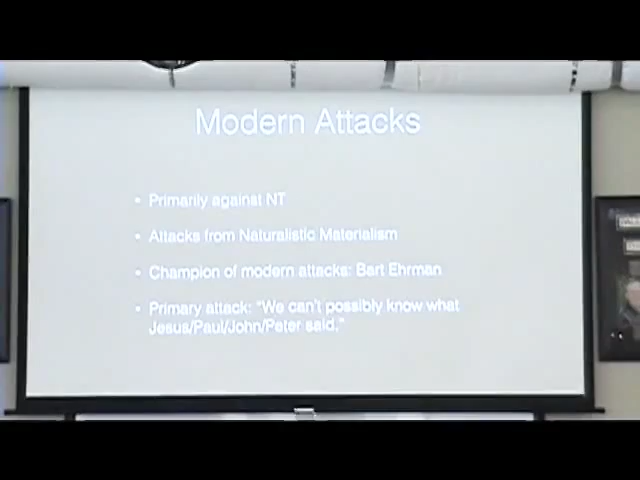 Modern Attacks
• Primarily against NT
• Attacks from Naturalistic Materialism
• Champion of modern attacks: Bart Ehrman
• Primary attack: "We can't possibly know what
Jesus/Paul/John/Peter said."